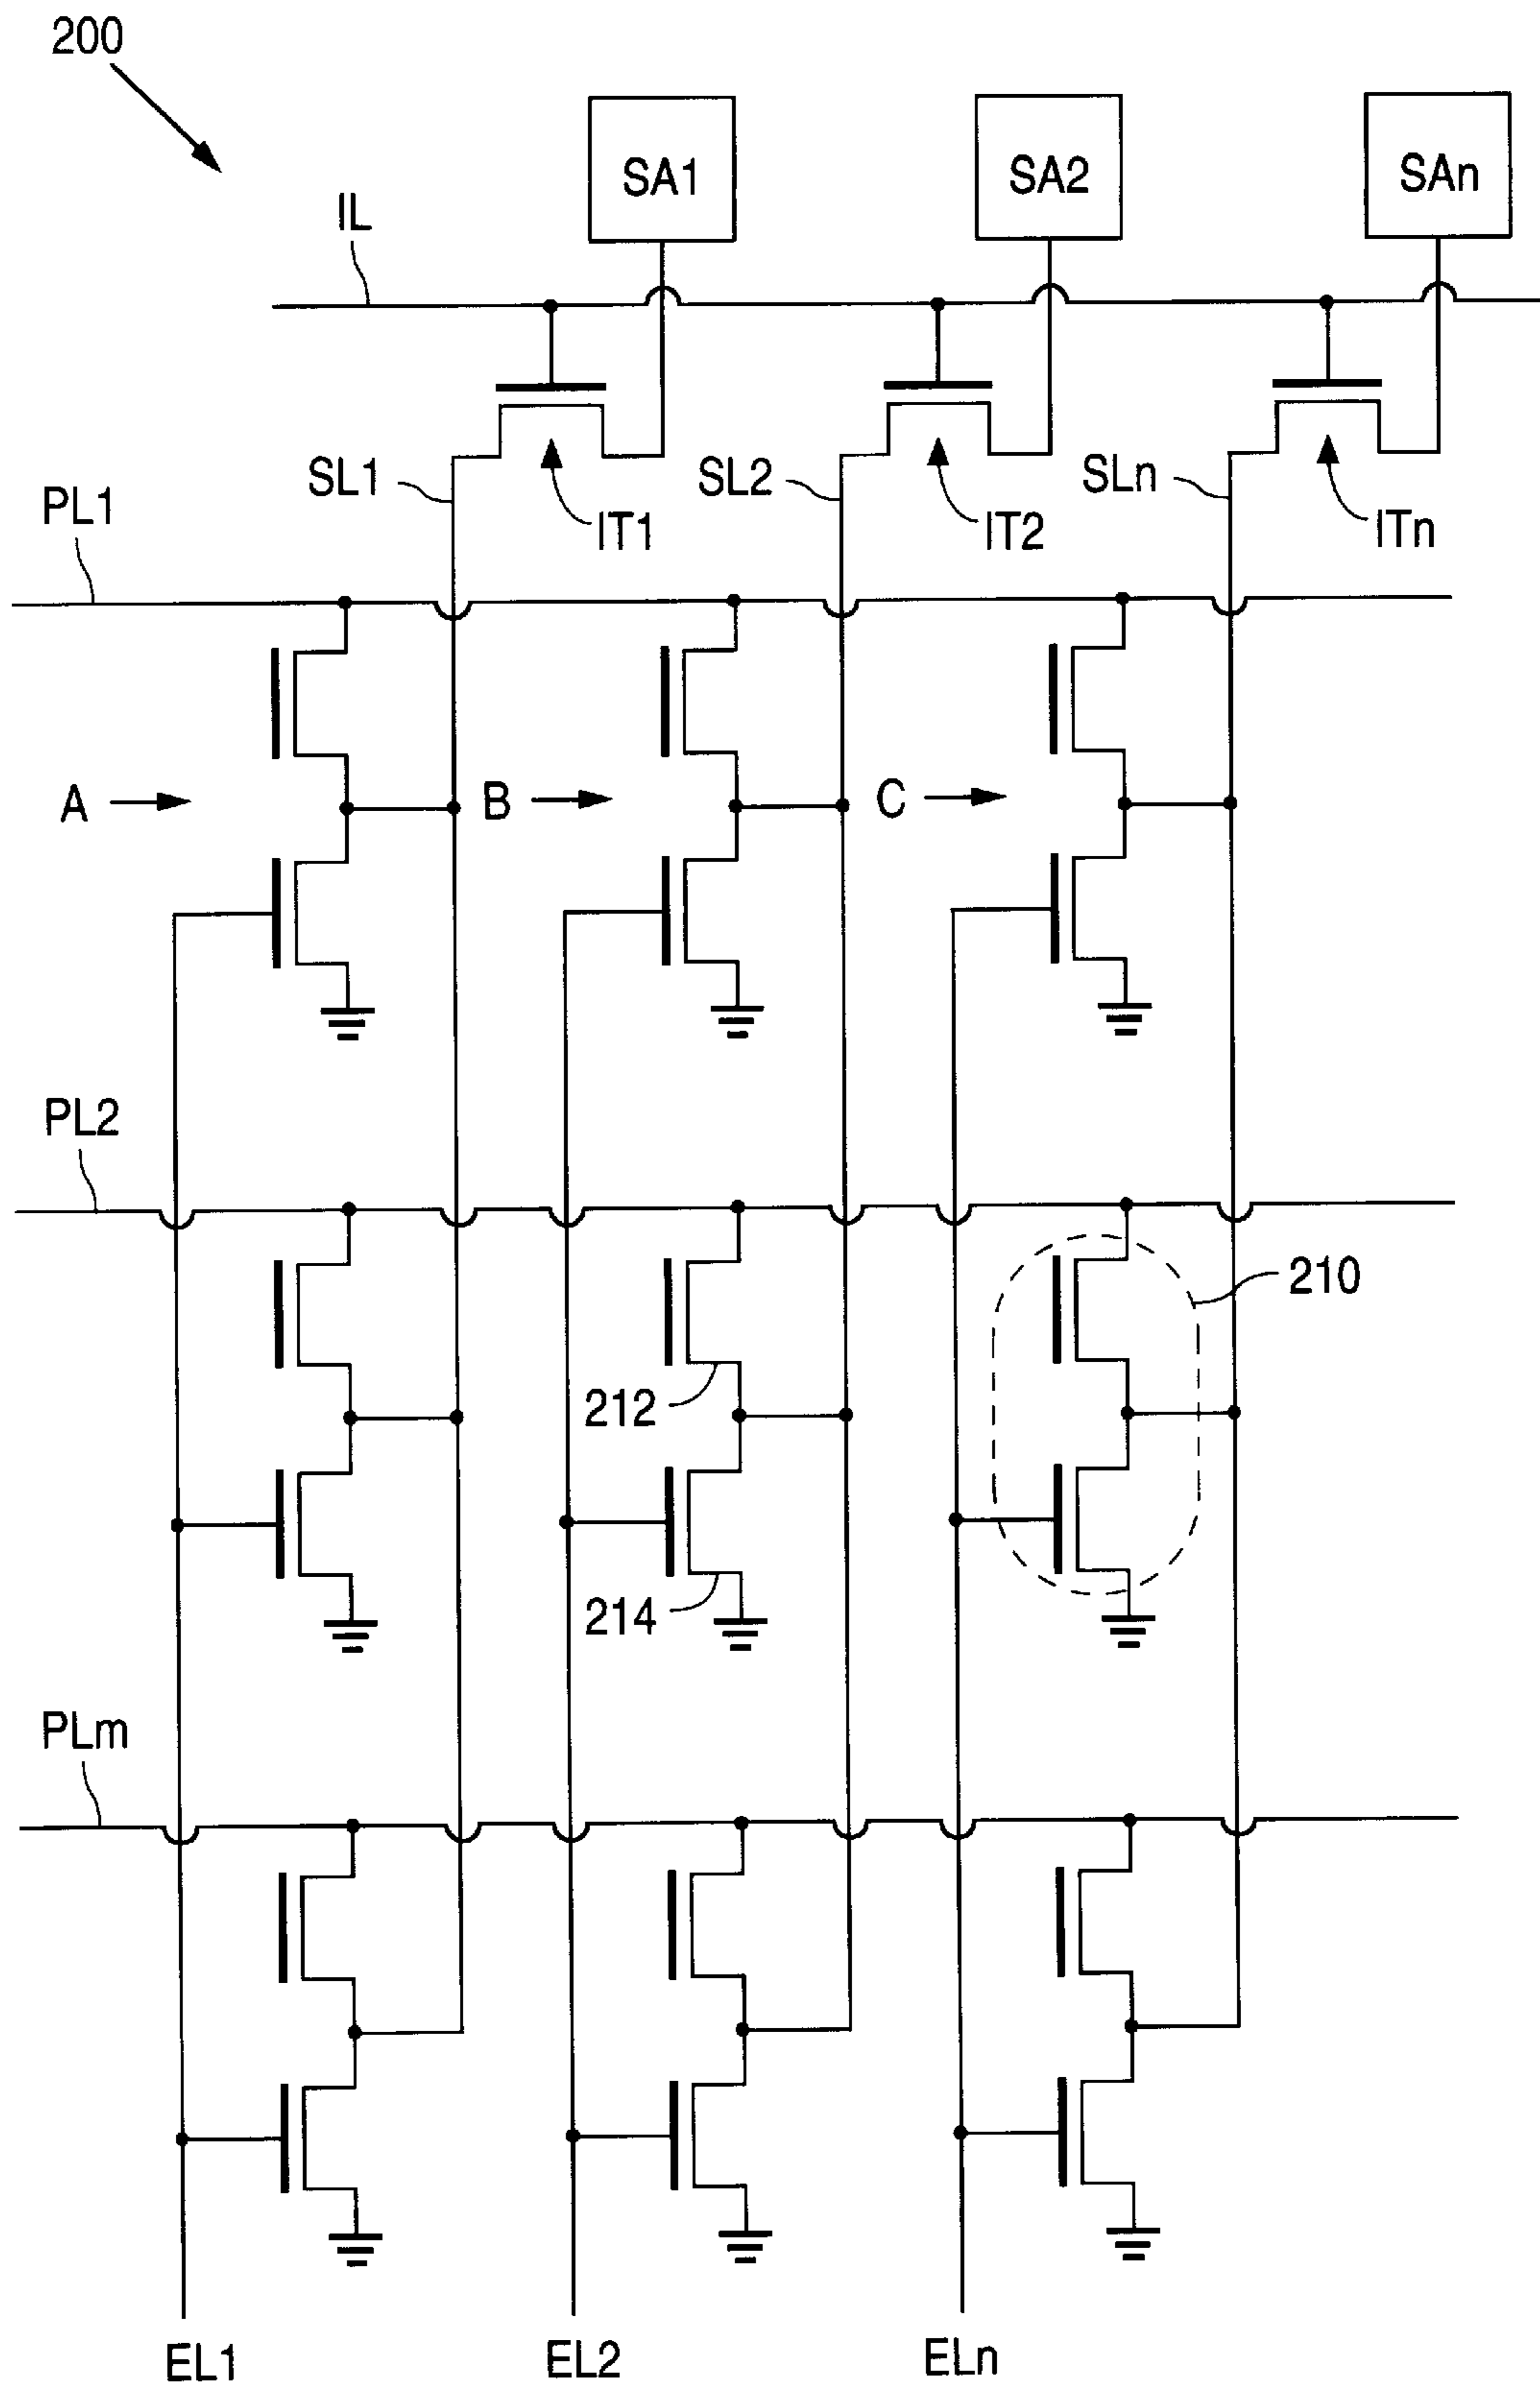 200
SA1
SA2
SAn
IL
SL1
SL2
SLn
PL1
IT1
IT2
ITn
A
B
C
PL2
210
212
214
PLm
EL1
EL2
ELn